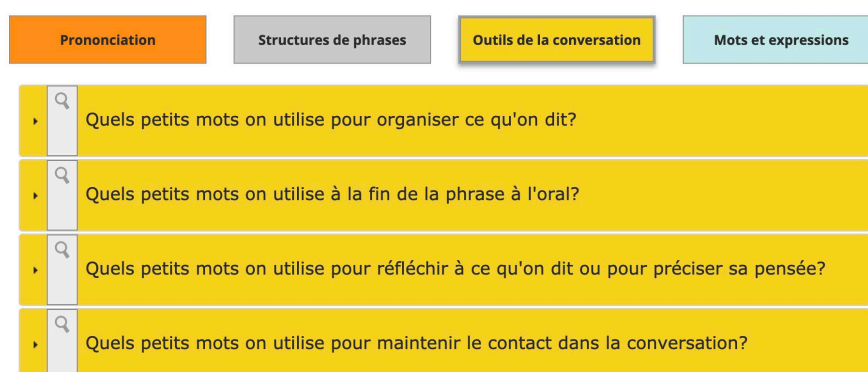 Prononciation
Structures de phrases
Outils de la conversation
Mots et expressions
Quels petits mots on utilise pour organiser ce qu'on dit?
Quels petits mots on utilise à la fin de la phrase à l'oral?
Quels petits mots on utilise pour réfléchir à ce qu'on dit ou pour préciser sa pensée?
Quels petits mots on utilise pour maintenir le contact dans la conversation?